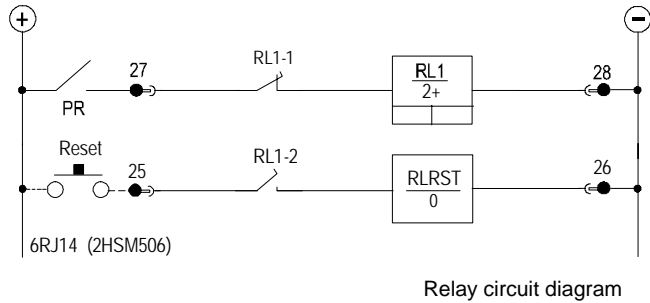 +
−
27
RL1-1
RL1
2+
28
PR
Reset
25
RL1-2
RLRST
0
26
6RJ14 (2HSM506)
Relay circuit diagram